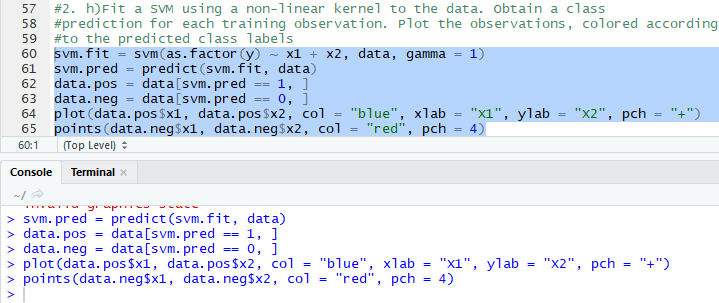 57 #2. h)Fit a SVM using a non-linear kernel to the data. Obtain a class
58 #prediction for each training observation. Plot the observations, colored according
59 #to the predicted class labels
60 svm.fit = svm(as.factor(y) ~ x1 + x2, data, gamma = 1)
61 svm.pred = predict(svm.fit, data)
62 data.pos = data[svm.pred == 1, ]
63 data.neg = data[svm.pred == 0, ]
64 plot(data.pos$x1, data.pos$x2, col = "blue", xlab = "X1", ylab = "X2", pch = "+")
65 points(data.neg$x1, data.neg$x2, col = "red", pch = 4)
60:1 (Top Level)
Console Terminal ×
~/
invalid graphics state
> svm.pred = predict(svm.fit, data)
> data.pos = data[svm.pred == 1, ]
> data.neg = data[svm.pred == 0, ]
> plot(data.pos$x1, data.pos$x2, col = "blue", xlab = "X1", ylab = "X2", pch = "+")
> points(data.neg$x1, data.neg$x2, col = "red", pch = 4)
>